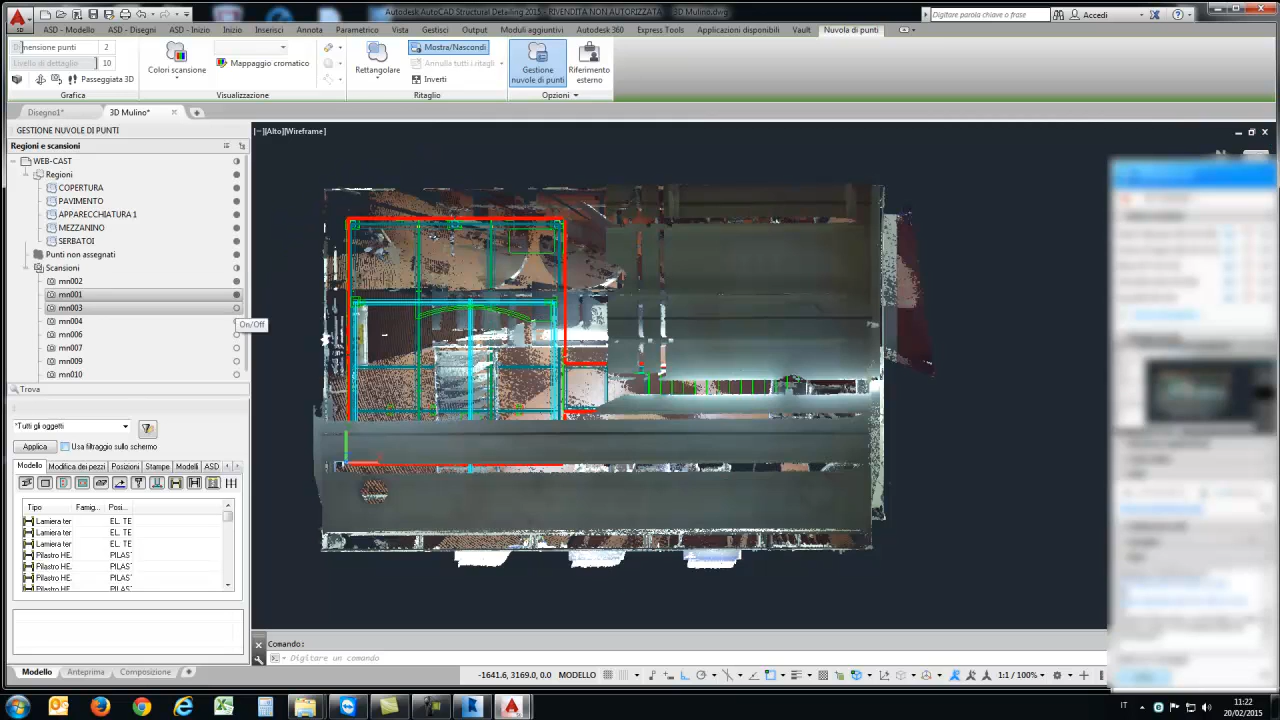 Autodesk AutoCAD Structural Detailing 2015 - RIVENDITA NON AUTORIZZATA 3D Mulino.dwg
Digitare parola chiave o frase
Accedi
ASD - Modello
ASD - Disegni
ASD - Inizio
Inizio
Inserisci
Annota
Parametrico
Vista
Gestisci
Output
Moduli aggiuntivi
Autodesk 360
Express Tools
Applicazioni disponibili
Vault
Nuvola di punti
mensione punti
2
Livello di dettaglio
10
Passeggiata 3D
Colori scansione
Mappaggio cromatico
Rettangolare
Mostra/Nascondi
Annulla tutti i ritagli
Inverti
Gestione
nuvole di punti
Riferimento
esterno
Grafica
Visualizzazione
Ritaglio
Opzioni
Disegna1*
3D Mulino*
GESTIONE NUVOLE DI PUNTI
[−][Alto][Wireframe]
Regioni e scansioni
WEB-CAST
Regioni
COPERTURA
PAVIMENTO
APPARECCHIATURA 1
MEZZANINO
SERBATOI
Punti non assegnati
Scansioni
mn002
mn001
mn003
mn004
On/Off
mn006
mn007
mn009
mn010
Trova
*Tutti gli oggetti
Applica
Usa filtraggio sullo schermo
Modello
Modifica dei pezzi
Posizioni
Stampe
Modelli
ASD
Tipo
Famig...
Posi...
Lamiera ter
EL. TE
Lamiera ter
EL. TE
Lamiera ter
EL. TE
Pilastro HE.
PILAS'
Pilastro HE.
PILAS'
Pilastro HE.
PILAS'
Pilastro HE.
PILAS'
Comando:
Digitare un comando
Modello
Anteprima
Composizione
-1641.6, 3169.0, 0.0
MODELLO
1:1 / 100%
IT
11:22
20/02/2015